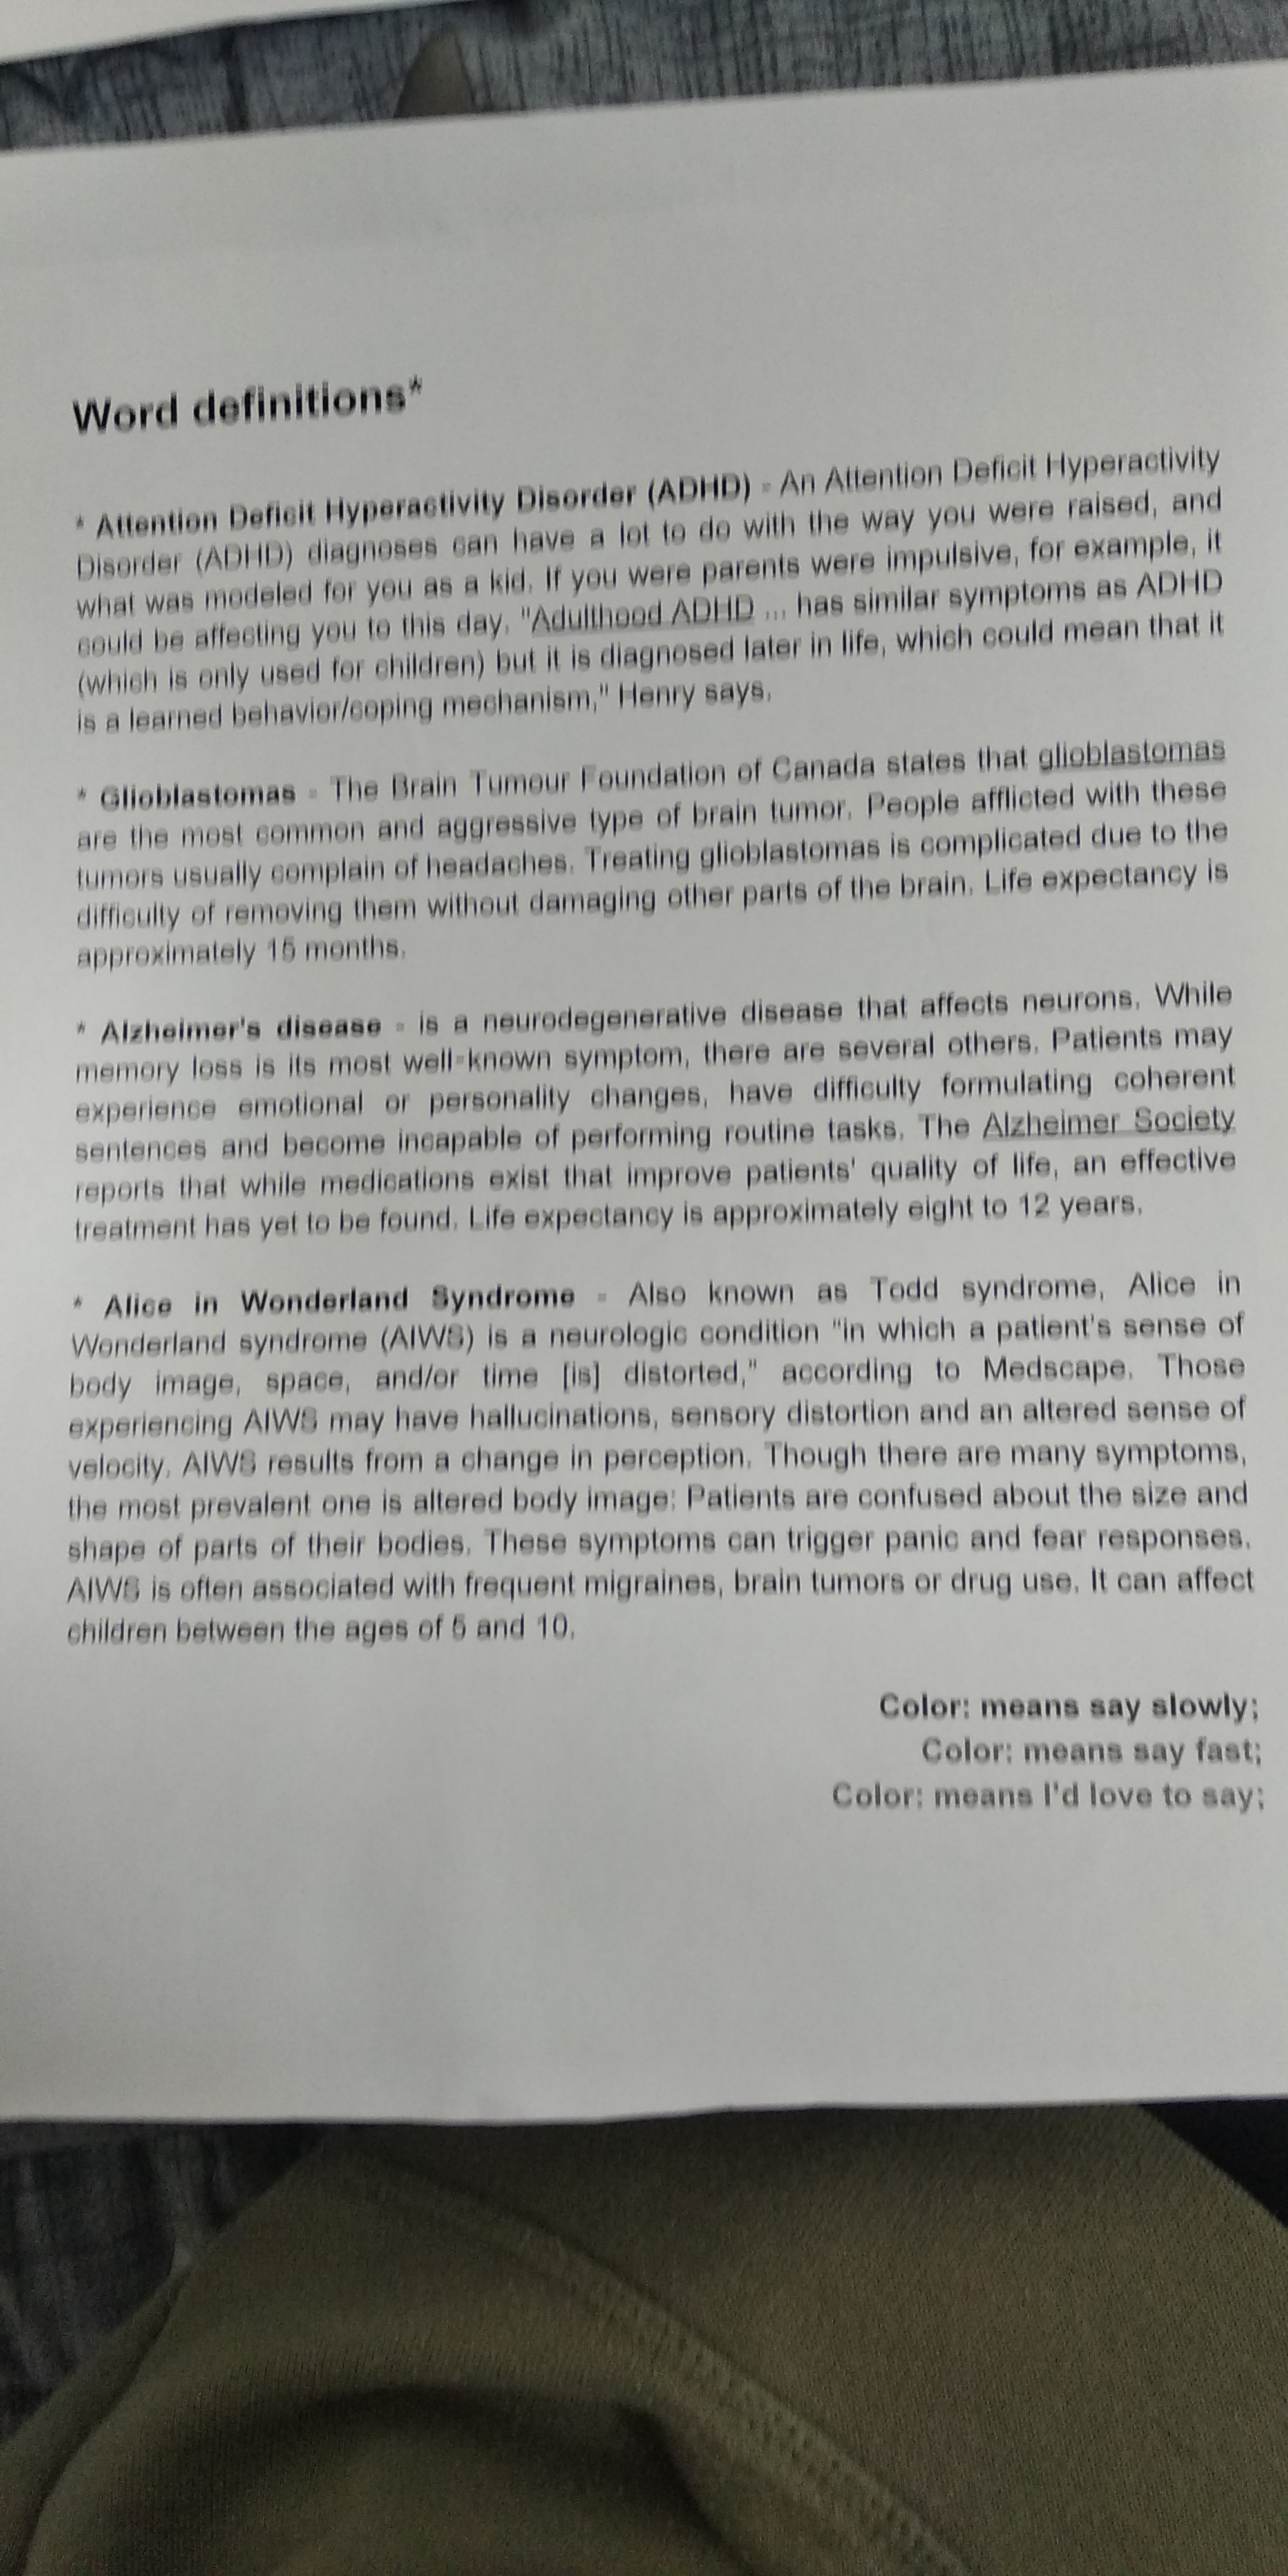 Word definitions*
* Attention Deficit Hyperactivity Disorder (ADHD) - An Attention Deficit Hyperactivity
Disorder (ADHD) diagnoses can have a lot to do with the way you were raised, and
what was modeled for you as a kid. If you were parents were impulsive, for example, it
could be affecting you to this day. "Adulthood ADHD ... has similar symptoms as ADHD
(which is only used for children) but it is diagnosed later in life, which could mean that it
is a learned behavior/coping mechanism," Henry says.
* Glioblastomas - The Brain Tumour Foundation of Canada states that glioblastomas
are the most common and aggressive type of brain tumor. People afflicted with these
tumors usually complain of headaches. Treating glioblastomas is complicated due to the
difficulty of removing them without damaging other parts of the brain. Life expectancy is
approximately 15 months.
* Alzheimer's disease - is a neurodegenerative disease that affects neurons. While
memory loss is its most well-known symptom, there are several others. Patients may
experience emotional or personality changes, have difficulty formulating coherent
sentences and become incapable of performing routine tasks. The Alzheimer Society
reports that while medications exist that improve patients' quality of life, an effective
treatment has yet to be found. Life expectancy is approximately eight to 12 years.
* Alice in Wonderland Syndrome - Also known as Todd syndrome, Alice in
Wonderland syndrome (AIWS) is a neurologic condition "in which a patient's sense of
body image, space, and/or time [is] distorted," according to Medscape. Those
experiencing AIWS may have hallucinations, sensory distortion and an altered sense of
velocity. AIWS results from a change in perception. Though there are many symptoms,
the most prevalent one is altered body image: Patients are confused about the size and
shape of parts of their bodies. These symptoms can trigger panic and fear responses.
AIWS is often associated with frequent migraines, brain tumors or drug use. It can affect
children between the ages of 5 and 10.
Color: means say slowly;
Color: means say fast;
Color: means I'd love to say;